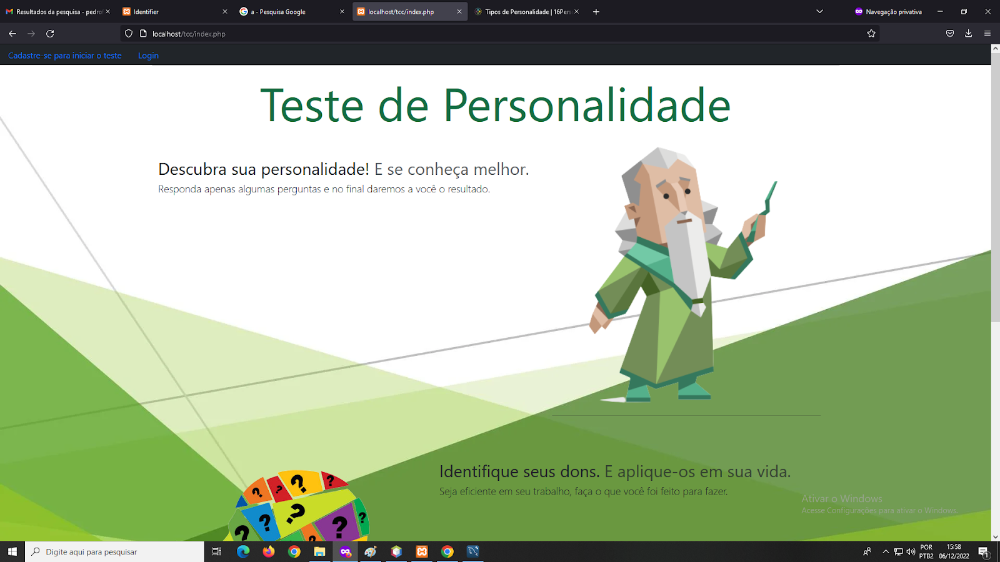 Resultados da pesquisa - pedrof
Identifier
a - Pesquisa Google
localhost/tcc/index.php
Tipos de Personalidade | 16Pers
Navegação privativa
localhost/tcc/index.php
Cadastre-se para iniciar o teste
Login
Teste de Personalidade
Descubra sua personalidade! E se conheça melhor.
Responda apenas algumas perguntas e no final daremos a você o resultado.
Identifique seus dons. E aplique-os em sua vida.
Seja eficiente em seu trabalho, faça o que você foi feito para fazer.
? ? ? ?
? ? ? ?
? ? ?
Ativar o Windows
Acesse Configurações para ativar o Windows.
Digite aqui para pesquisar
POR
PTB2
15:58
06/12/2022
1